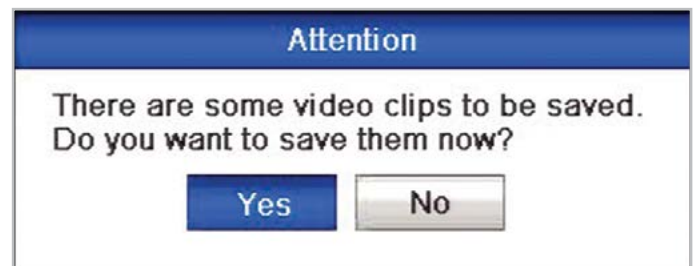 Attention
There are some video clips to be saved.
Do you want to save them now?
Yes No